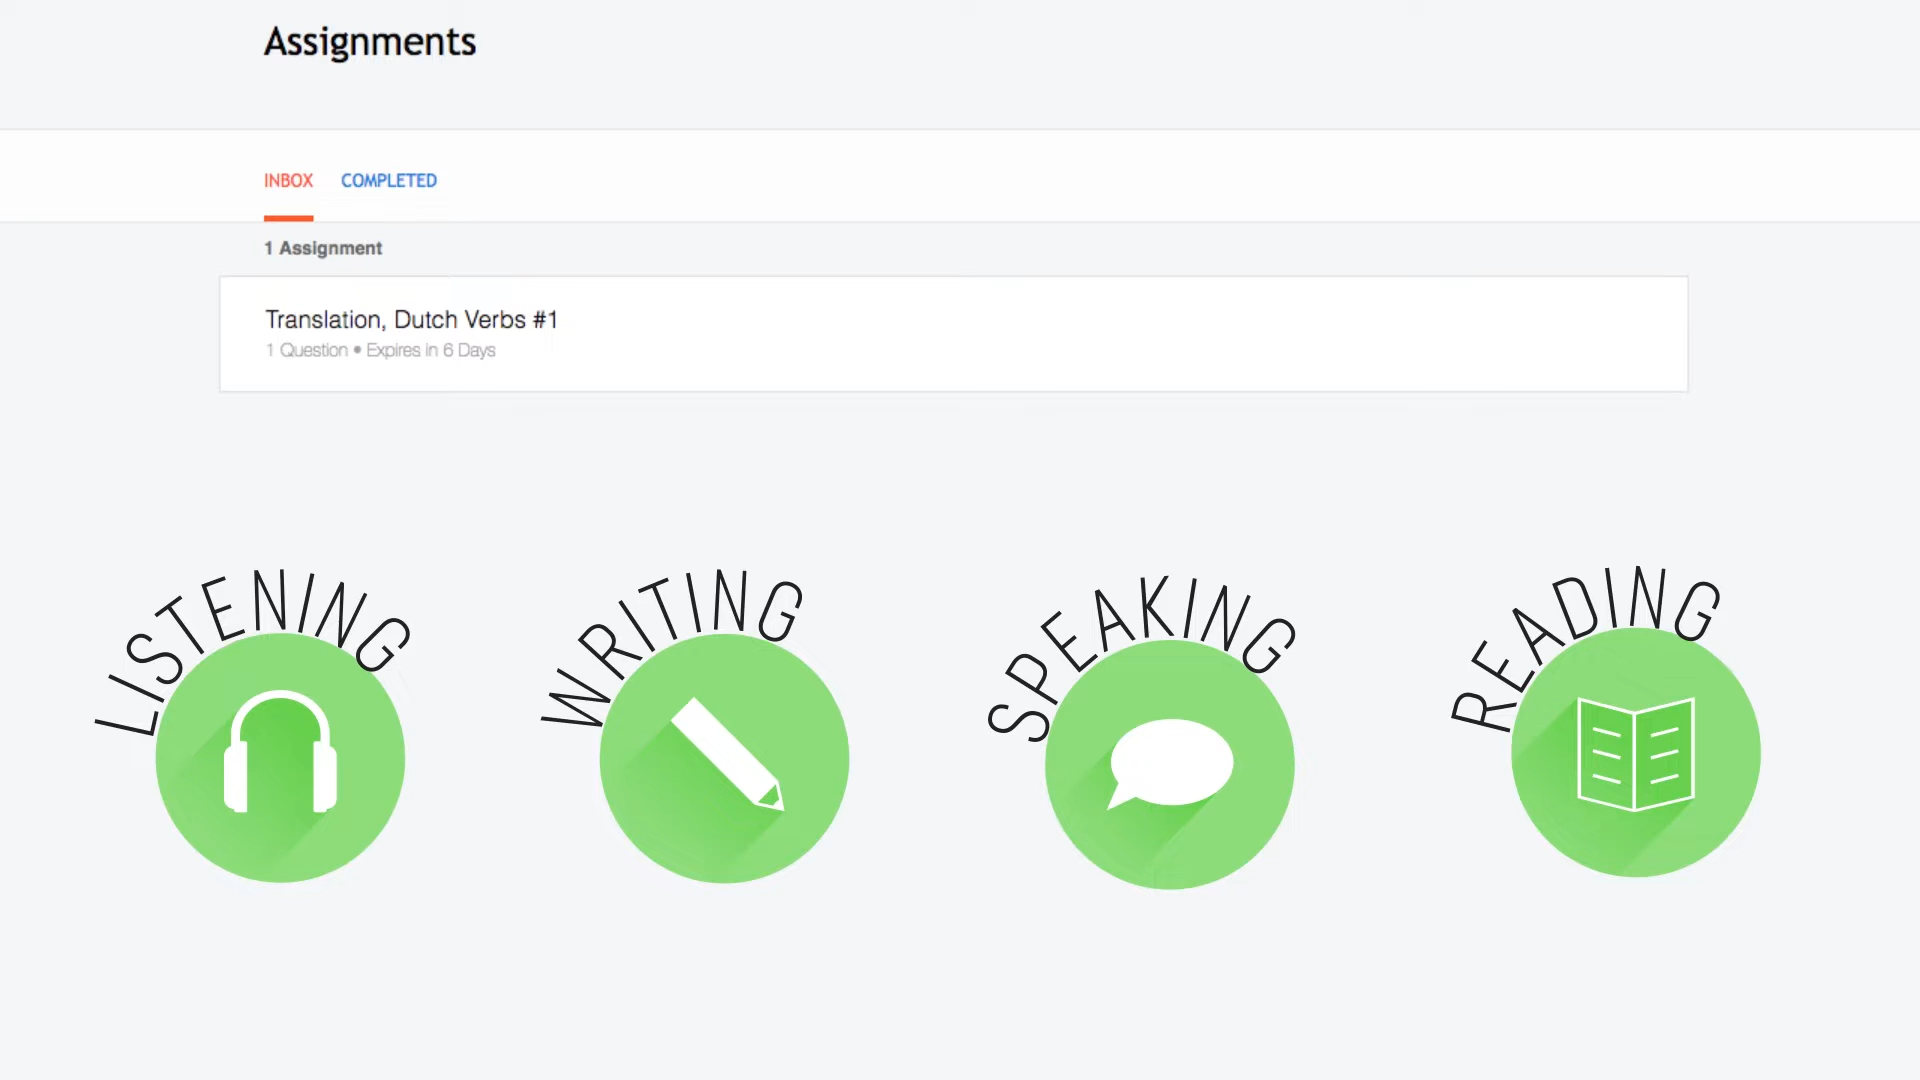 Assignments
INBOX COMPLETED
1 Assignment
Translation, Dutch Verbs #1
1 Question • Expires in 6 Days
LISTENING
WRITING
SPEAKING
READING